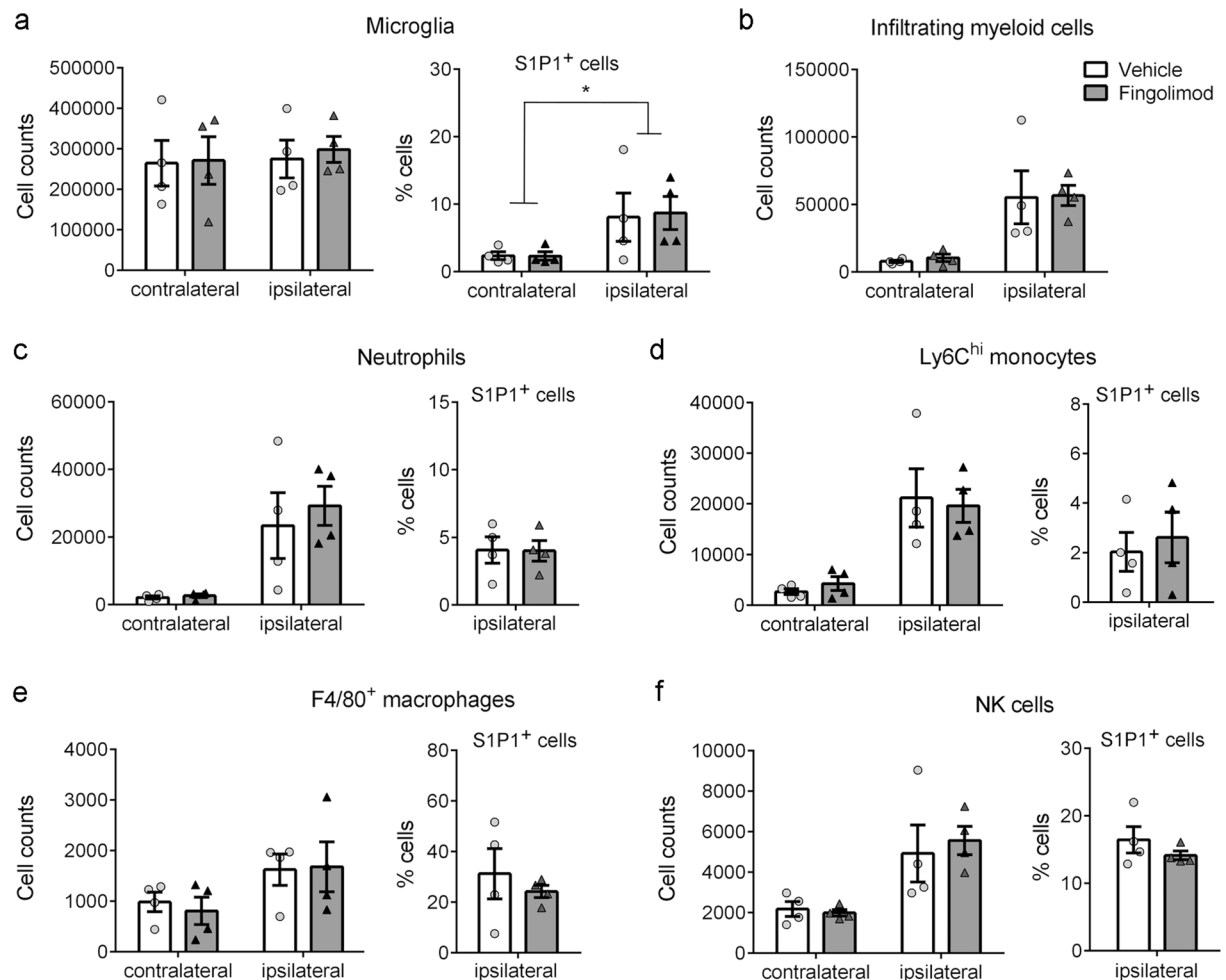 a
Microglia
500000
400000
300000
200000
100000
0
Cell counts
contralateral
ipsilateral
S1P1⁺ cells
*
30
20
10
0
% cells
contralateral
ipsilateral
b
Infiltrating myeloid cells
Vehicle
Fingolimod
150000
100000
50000
0
Cell counts
contralateral
ipsilateral
c
Neutrophils
60000
40000
20000
0
Cell counts
contralateral
ipsilateral
S1P1⁺ cells
15
10
5
0
% cells
ipsilateral
d
Ly6Cʰⁱ monocytes
40000
30000
20000
10000
0
Cell counts
contralateral
ipsilateral
S1P1⁺ cells
8
6
4
2
0
% cells
ipsilateral
e
F4/80⁺ macrophages
4000
3000
2000
1000
0
Cell counts
contralateral
ipsilateral
S1P1⁺ cells
80
60
40
20
0
% cells
ipsilateral
f
NK cells
10000
8000
6000
4000
2000
0
Cell counts
contralateral
ipsilateral
S1P1⁺ cells
30
20
10
0
% cells
ipsilateral